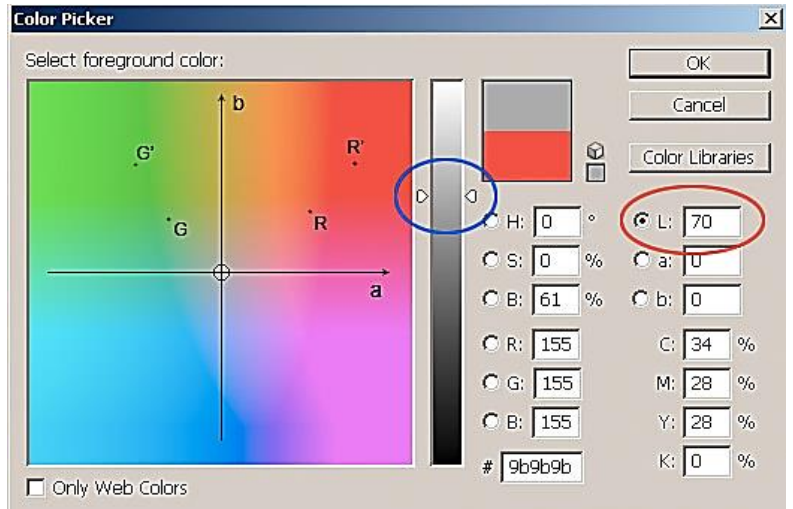 Color Picker
Select foreground color:
OK
Cancel
Color Libraries
b
G'
R'
G
R
a
H: 0 °
S: 0 %
B: 61 %
R: 155
G: 155
B: 155
# 9b9b9b
L: 70
a: 0
b: 0
C: 34 %
M: 28 %
Y: 28 %
K: 0 %
Only Web Colors